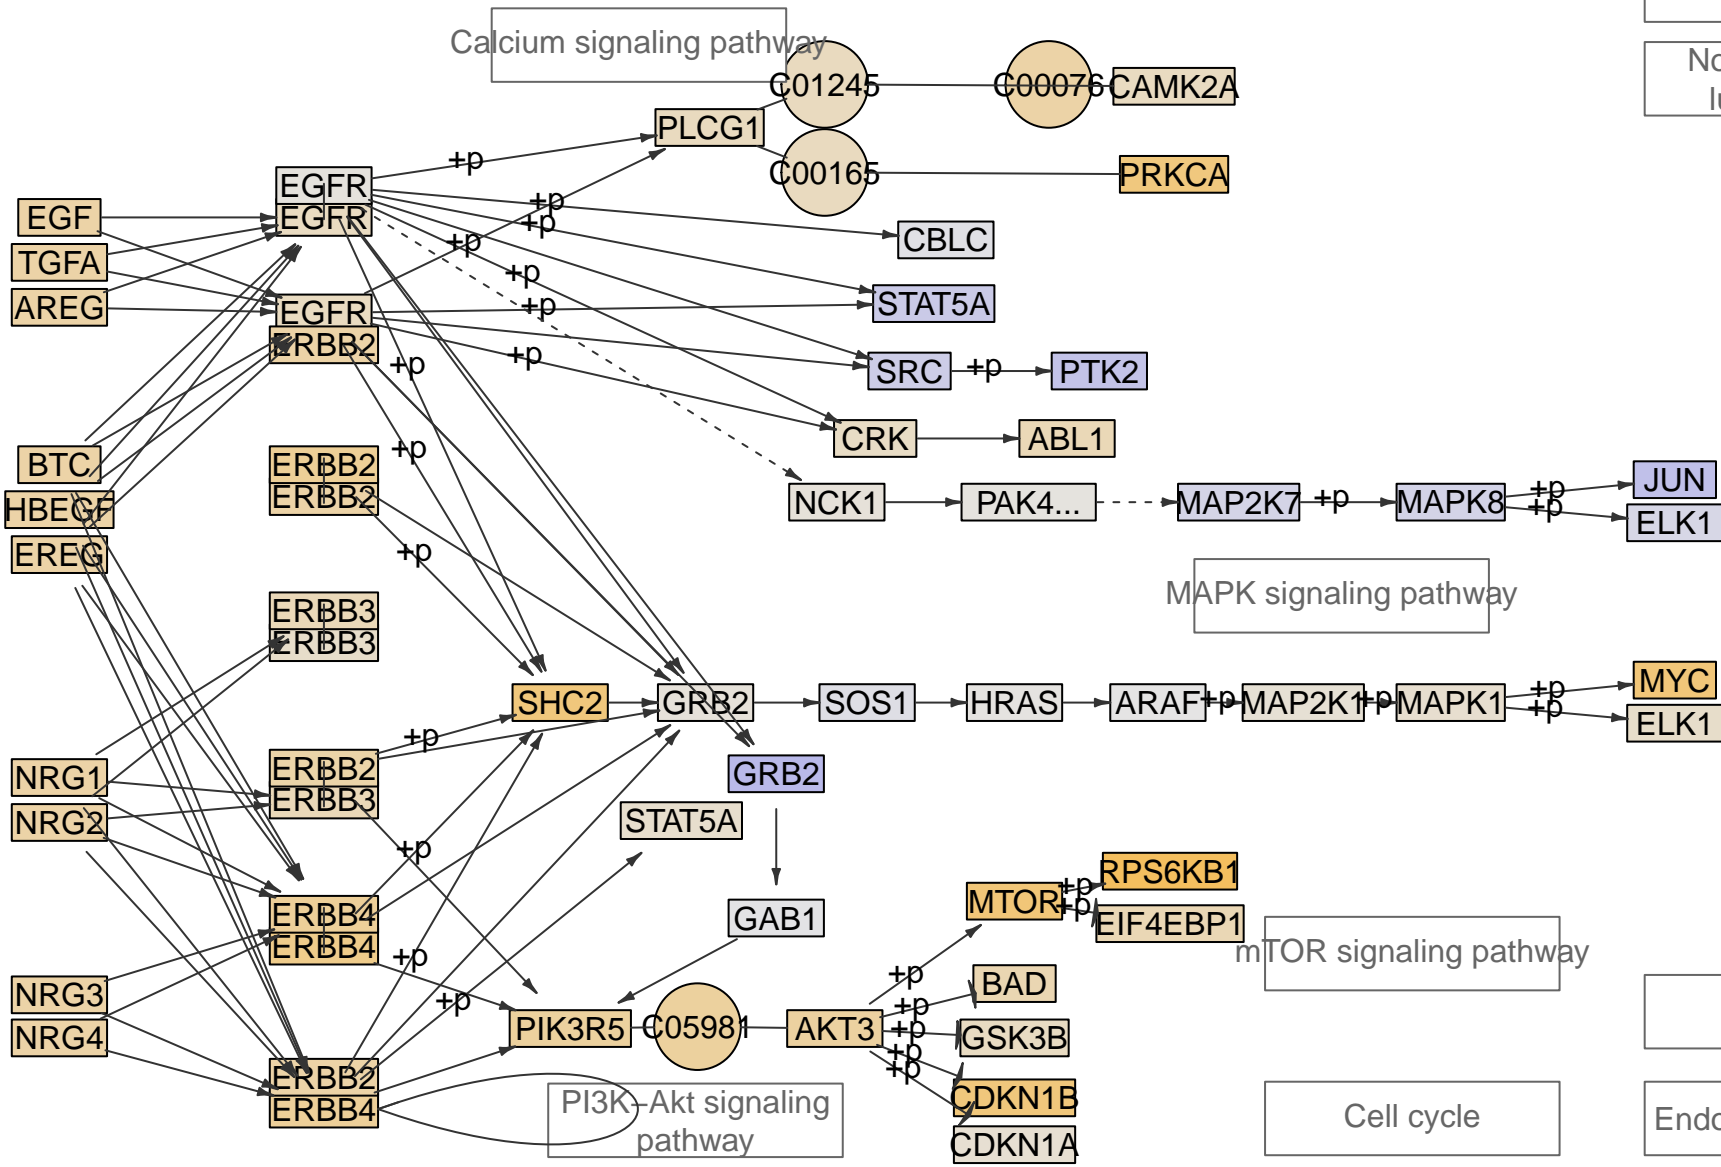 Calcium signaling pathway
No
lu
C01245
C00076
CAMK2A
PLCG1
+p
C00165
PRKCA
EGFR
EGF
EGFR
+p
+p
CBLC
TGFA
+p
+p
AREG
EGFR
+p
STAT5A
ERBB2
+p
+p
SRC
+p
PTK2
CRK
ABL1
BTC
ERBB2
+p
ERBB2
HBEGF
NCK1
PAK4...
MAP2K7
+p
MAPK8
+p
+p
JUN
ELK1
EREG
+p
ERBB3
ERBB3
MAPK signaling pathway
SHC2
GRB2
SOS1
HRAS
ARAF
+p
MAP2K1
+p
MAPK1
+p
+p
MYC
ELK1
NRG1
ERBB2
ERBB3
+p
GRB2
NRG2
STAT5A
+p
ERBB4
ERBB4
GAB1
MTOR
+p
+p
RPS6KB1
EIF4EBP1
mTOR signaling pathway
+p
+p
NRG3
+p
BAD
NRG4
PIK3R5
C05981
AKT3
+p
+p
+p
+p
GSK3B
ERBB2
ERBB4
PI3K−Akt signaling
pathway
CDKN1B
CDKN1A
Cell cycle
Endo